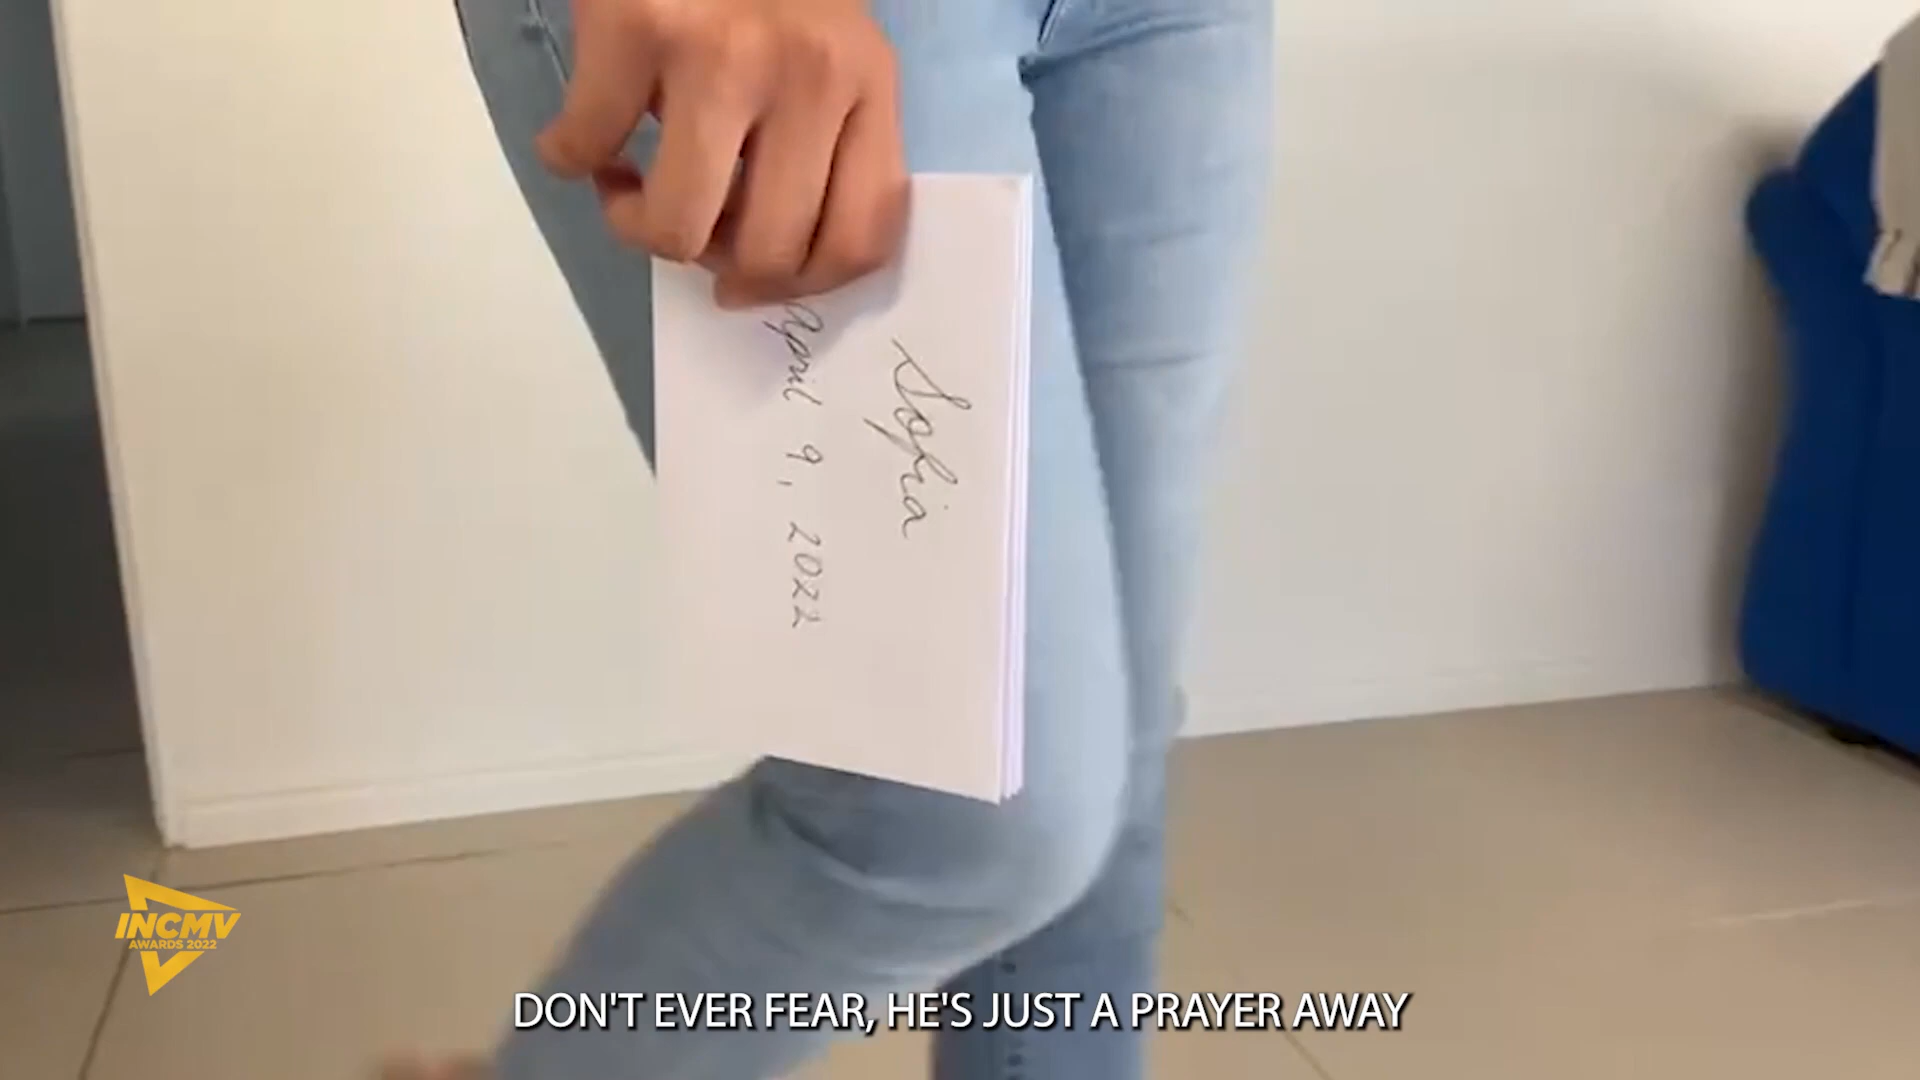 Sofia
April 9, 2022
INCMV
AWARDS 2022
DON'T EVER FEAR, HE'S JUST A PRAYER AWAY